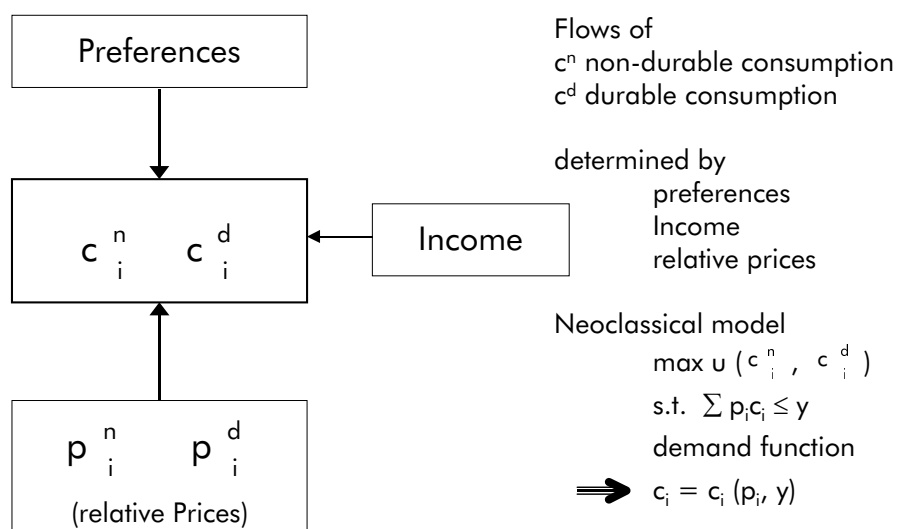 Preferences
c n i c d i
Income
p n i p d i
(relative Prices)
Flows of
cⁿ non-durable consumption
cᵈ durable consumption
determined by
preferences
Income
relative prices
Neoclassical model
max u ( c n i , c d i )
s.t. ∑ pᵢcᵢ ≤ y
demand function
⇒ cᵢ = cᵢ (pᵢ, y)